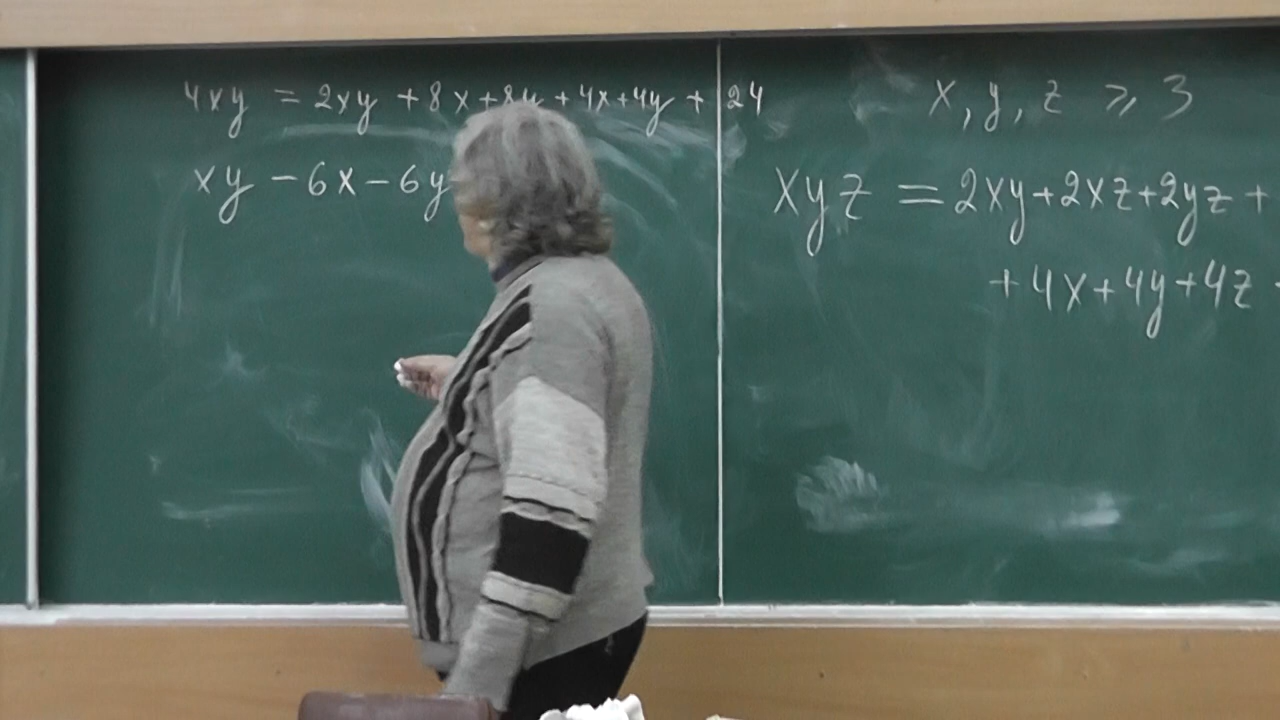 4xy = 2xy + 8x + 8y + 4x + 4y + 24
xy - 6x - 6y
x, y, z ⩾ 3
xyz = 2xy + 2xz + 2yz +
+ 4x + 4y + 4z